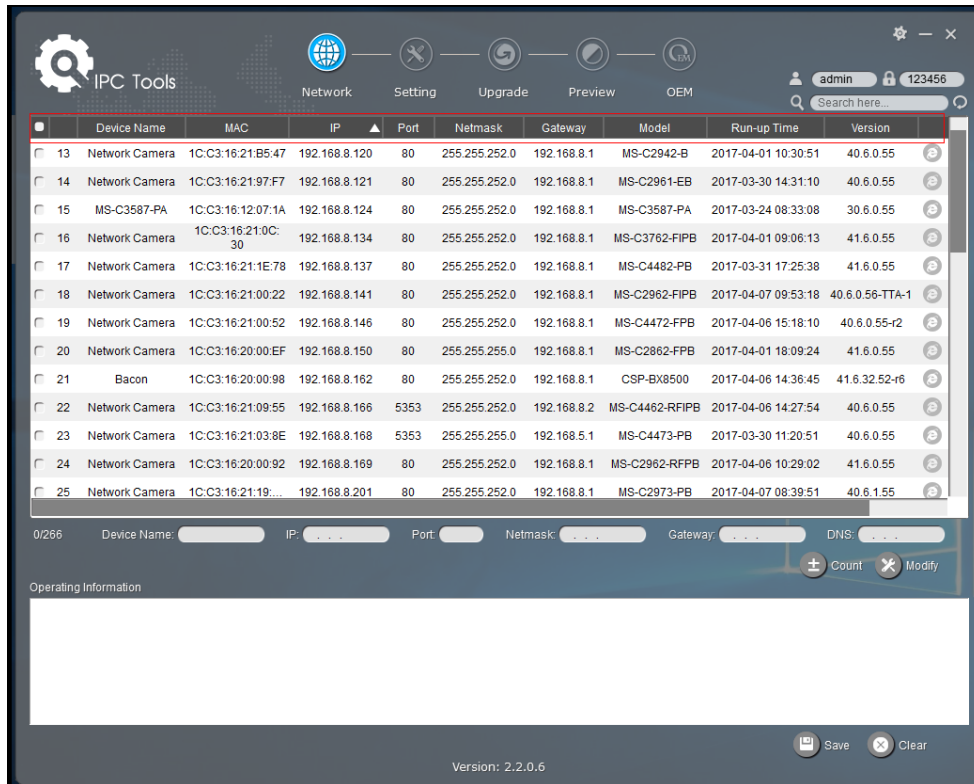 IPC Tools
Network Setting Upgrade Preview OEM
admin 123456
Search here...
Device Name MAC IP Port Netmask Gateway Model Run-up Time Version
13 Network Camera 1C:C3:16:21:B5:47 192.168.8.120 80 255.255.252.0 192.168.8.1 MS-C2942-B 2017-04-01 10:30:51 40.6.0.55
14 Network Camera 1C:C3:16:21:97:F7 192.168.8.121 80 255.255.252.0 192.168.8.1 MS-C2961-EB 2017-03-30 14:31:10 40.6.0.55
15 MS-C3587-PA 1C:C3:16:12:07:1A 192.168.8.124 80 255.255.252.0 192.168.8.1 MS-C3587-PA 2017-03-24 08:33:08 30.6.0.55
16 Network Camera 1C:C3:16:21:0C:30 192.168.8.134 80 255.255.252.0 192.168.8.1 MS-C3762-FIPB 2017-04-01 09:06:13 41.6.0.55
17 Network Camera 1C:C3:16:21:1E:78 192.168.8.137 80 255.255.252.0 192.168.8.1 MS-C4482-PB 2017-03-31 17:25:38 41.6.0.55
18 Network Camera 1C:C3:16:21:00:22 192.168.8.141 80 255.255.252.0 192.168.8.1 MS-C2962-FIPB 2017-04-07 09:53:18 40.6.0.56-TTA-1
19 Network Camera 1C:C3:16:21:00:52 192.168.8.146 80 255.255.252.0 192.168.8.1 MS-C4472-FPB 2017-04-06 15:18:10 40.6.0.55-r2
20 Network Camera 1C:C3:16:20:00:EF 192.168.8.150 80 255.255.255.0 192.168.8.1 MS-C2862-FPB 2017-04-01 18:09:24 41.6.0.55
21 Bacon 1C:C3:16:20:00:98 192.168.8.162 80 255.255.252.0 192.168.8.1 CSP-BX8500 2017-04-06 14:36:45 41.6.32.52-r6
22 Network Camera 1C:C3:16:21:09:55 192.168.8.166 5353 255.255.252.0 192.168.8.2 MS-C4462-RFIPB 2017-04-06 14:27:54 40.6.0.55
23 Network Camera 1C:C3:16:21:03:8E 192.168.8.168 5353 255.255.255.0 192.168.5.1 MS-C4473-PB 2017-03-30 11:20:51 40.6.0.55
24 Network Camera 1C:C3:16:20:00:92 192.168.8.169 80 255.255.252.0 192.168.8.1 MS-C2962-RFPB 2017-04-06 10:29:02 41.6.0.55
25 Network Camera 1C:C3:16:21:19:... 192.168.8.201 80 255.255.252.0 192.168.8.1 MS-C2973-PB 2017-04-07 08:39:51 40.6.1.55
0/266 Device Name: IP: . . . Port: Netmask: . . . Gateway: . . . DNS: . . .
Count Modify
Operating Information
Save Clear
Version: 2.2.0.6